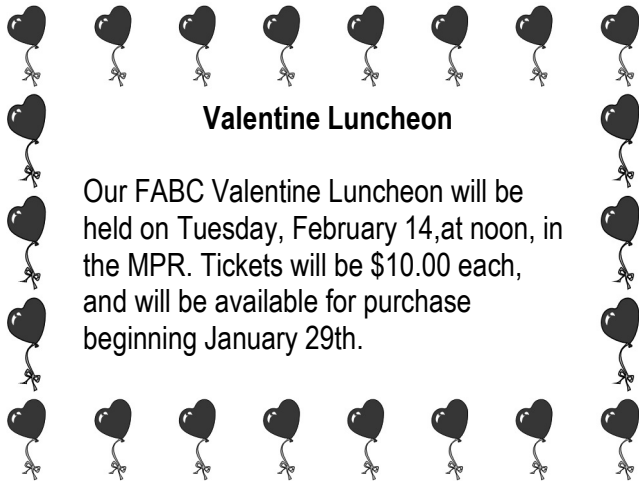 Valentine Luncheon
Our FABC Valentine Luncheon will be
held on Tuesday, February 14,at noon, in
the MPR. Tickets will be $10.00 each,
and will be available for purchase
beginning January 29th.